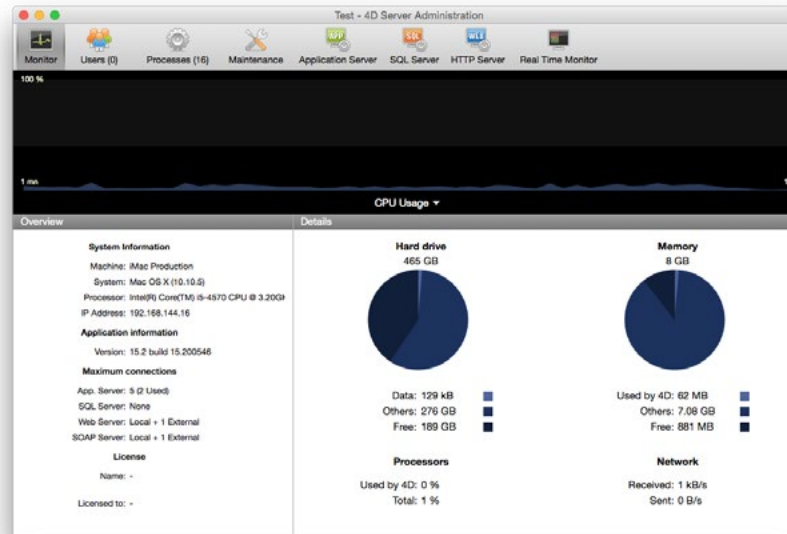 Test - 4D Server Administration
Monitor
Users (0)
Processes (16)
Maintenance
Application Server
SQL Server
HTTP Server
Real Time Monitor
APP
SQL
WEB
100 %
1 mn
CPU Usage
Overview
System Information
Machine: iMac Production
System: Mac OS X (10.10.5)
Processor: Intel(R) Core(TM) i5-4570 CPU @ 3.20GH
IP Address: 192.168.144.16
Application information
Version: 15.2 build 15.200546
Maximum connections
App. Server: 5 (2 Used)
SQL Server: None
Web Server: Local + 1 External
SOAP Server: Local + 1 External
License
Name: -
Licensed to: -
Details
Hard drive
465 GB
Data: 129 kB
Others: 276 GB
Free: 189 GB
Memory
8 GB
Used by 4D: 62 MB
Others: 7.08 GB
Free: 881 MB
Processors
Used by 4D: 0 %
Total: 1 %
Network
Received: 1 kB/s
Sent: 0 B/s